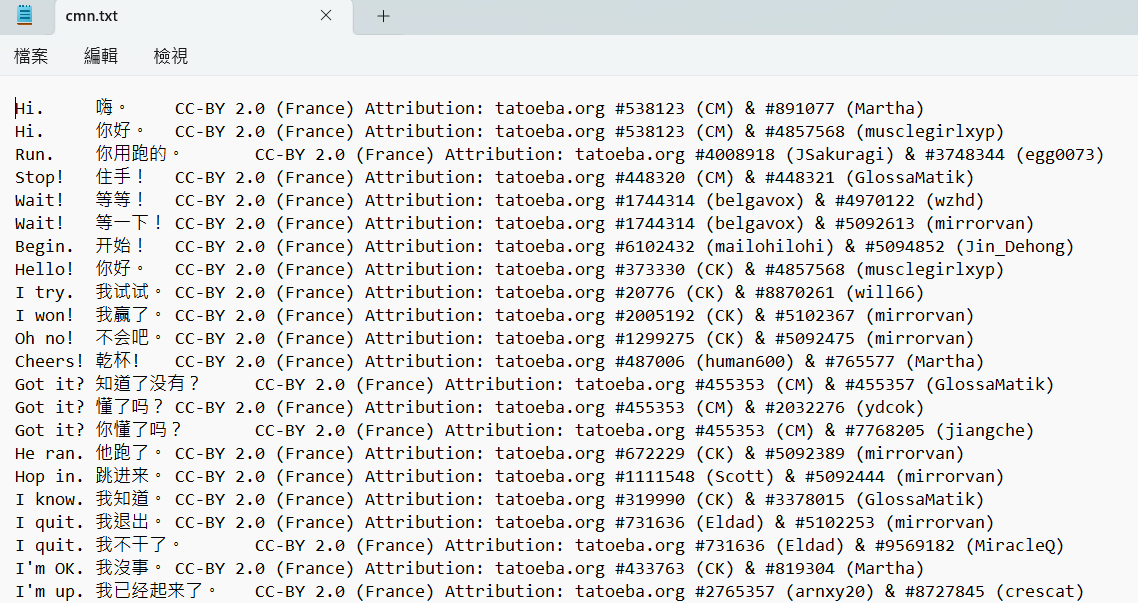 cmn.txt
檔案 編輯 檢視
Hi. 嗨。 CC-BY 2.0 (France) Attribution: tatoeba.org #538123 (CM) & #891077 (Martha)
Hi. 你好。 CC-BY 2.0 (France) Attribution: tatoeba.org #538123 (CM) & #4857568 (musclegirlxyp)
Run. 你用跑的。 CC-BY 2.0 (France) Attribution: tatoeba.org #4008918 (JSakuragi) & #3748344 (egg0073)
Stop! 住手！ CC-BY 2.0 (France) Attribution: tatoeba.org #448320 (CM) & #448321 (GlossaMatik)
Wait! 等等！ CC-BY 2.0 (France) Attribution: tatoeba.org #1744314 (belgavox) & #4970122 (wzhd)
Wait! 等一下！ CC-BY 2.0 (France) Attribution: tatoeba.org #1744314 (belgavox) & #5092613 (mirrorvan)
Begin. 开始！ CC-BY 2.0 (France) Attribution: tatoeba.org #6102432 (mailohilohi) & #5094852 (Jin_Dehong)
Hello! 你好。 CC-BY 2.0 (France) Attribution: tatoeba.org #373330 (CK) & #4857568 (musclegirlxyp)
I try. 我试试。 CC-BY 2.0 (France) Attribution: tatoeba.org #20776 (CK) & #8870261 (will66)
I won! 我赢了。 CC-BY 2.0 (France) Attribution: tatoeba.org #2005192 (CK) & #5102367 (mirrorvan)
Oh no! 不会吧。 CC-BY 2.0 (France) Attribution: tatoeba.org #1299275 (CK) & #5092475 (mirrorvan)
Cheers! 乾杯! CC-BY 2.0 (France) Attribution: tatoeba.org #487006 (human600) & #765577 (Martha)
Got it? 知道了没有？ CC-BY 2.0 (France) Attribution: tatoeba.org #455353 (CM) & #455357 (GlossaMatik)
Got it? 懂了吗？ CC-BY 2.0 (France) Attribution: tatoeba.org #455353 (CM) & #2032276 (ydcok)
Got it? 你懂了吗？ CC-BY 2.0 (France) Attribution: tatoeba.org #455353 (CM) & #7768205 (jiangche)
He ran. 他跑了。 CC-BY 2.0 (France) Attribution: tatoeba.org #672229 (CK) & #5092389 (mirrorvan)
Hop in. 跳进来。 CC-BY 2.0 (France) Attribution: tatoeba.org #1111548 (Scott) & #5092444 (mirrorvan)
I know. 我知道。 CC-BY 2.0 (France) Attribution: tatoeba.org #319990 (CK) & #3378015 (GlossaMatik)
I quit. 我退出。 CC-BY 2.0 (France) Attribution: tatoeba.org #731636 (Eldad) & #5102253 (mirrorvan)
I quit. 我不干了。 CC-BY 2.0 (France) Attribution: tatoeba.org #731636 (Eldad) & #9569182 (MiracleQ)
I'm OK. 我沒事。 CC-BY 2.0 (France) Attribution: tatoeba.org #433763 (CK) & #819304 (Martha)
I'm up. 我已经起来了。 CC-BY 2.0 (France) Attribution: tatoeba.org #2765357 (arnxy20) & #8727845 (crescat)